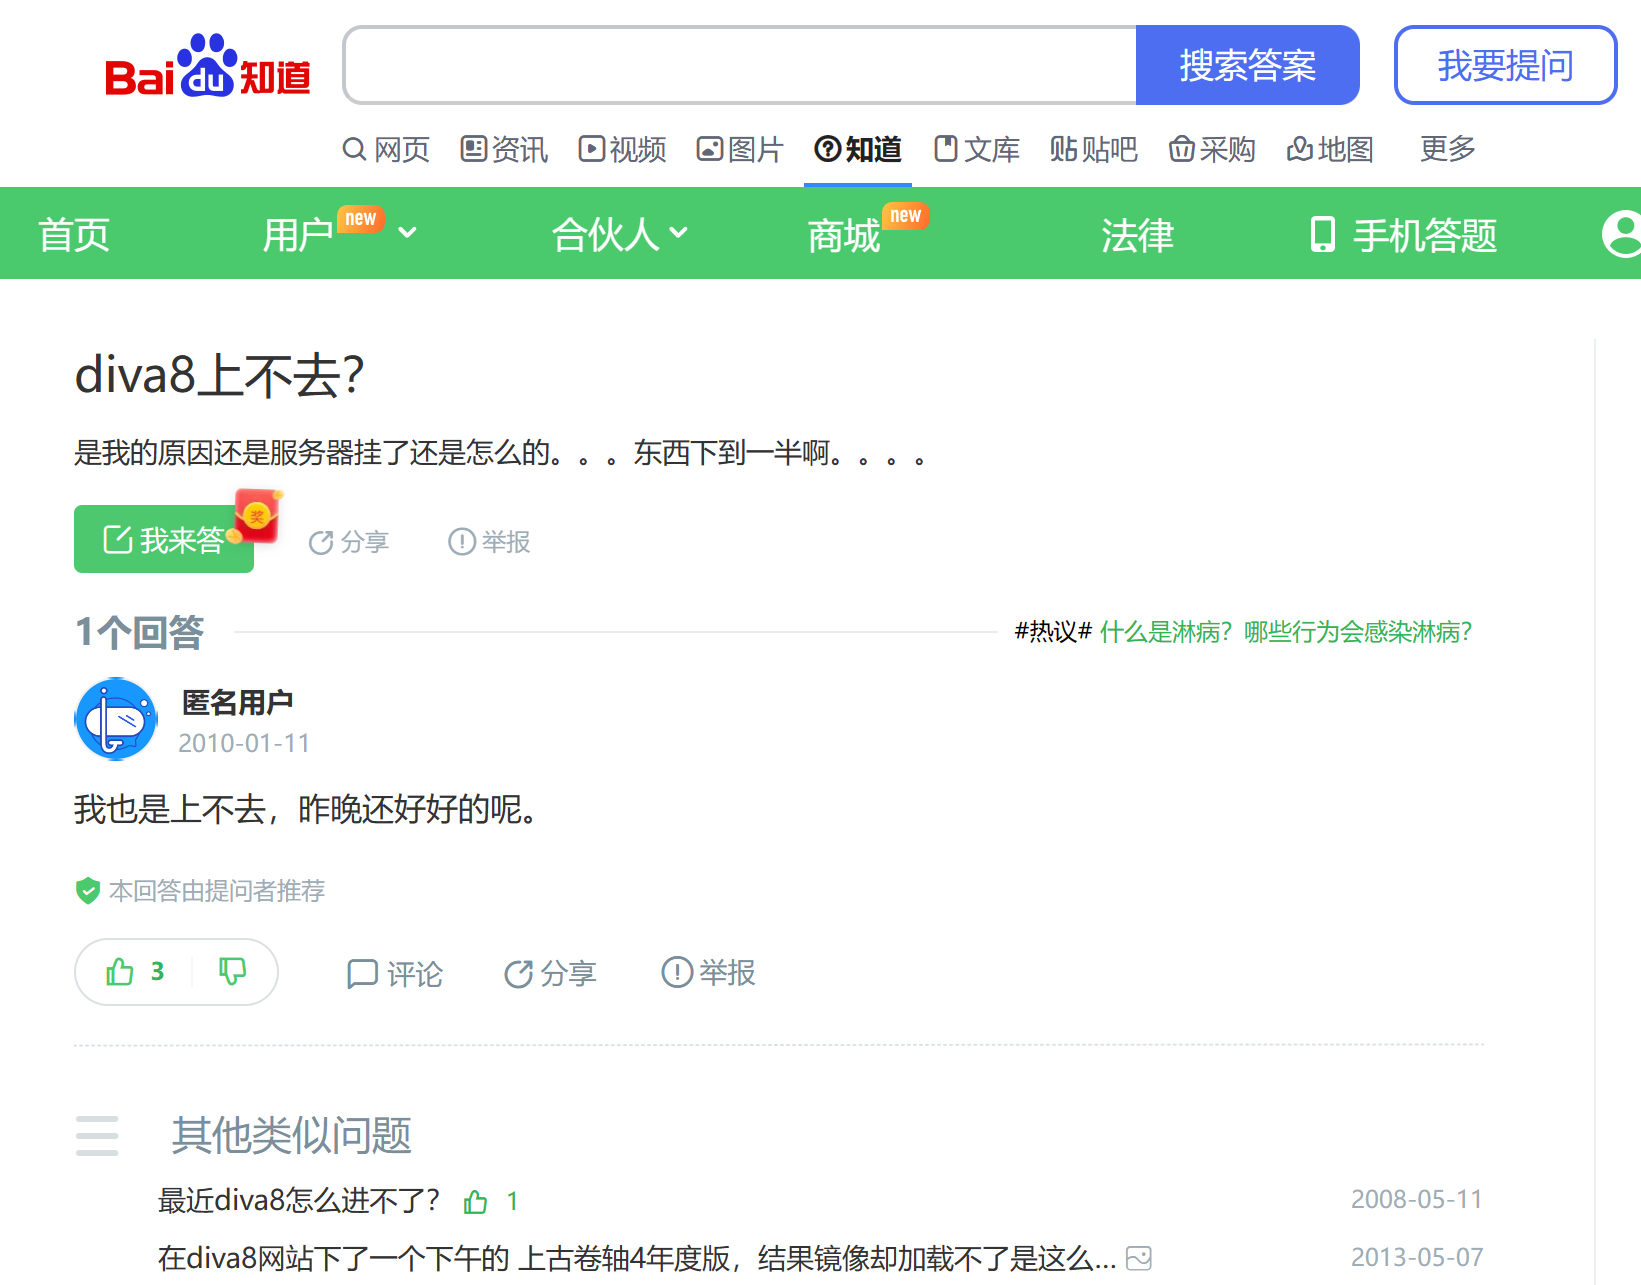 Baidu知道
搜索答案
我要提问
网页 资讯 视频 图片 知道 文库 贴吧 采购 地图 更多
首页 用户 new 合伙人 商城 new 法律 手机答题
diva8上不去?
是我的原因还是服务器挂了还是怎么的。。。东西下到一半啊。。。。
我来答 奖 分享 举报
1个回答
#热议# 什么是淋病？哪些行为会感染淋病？
匿名用户
2010-01-11
我也是上不去，昨晚还好好的呢。
本回答由提问者推荐
3 评论 分享 举报
其他类似问题
最近diva8怎么进不了？ 1 2008-05-11
在diva8网站下了一个下午的 上古卷轴4年度版，结果镜像却加载不了是这么... 2013-05-07